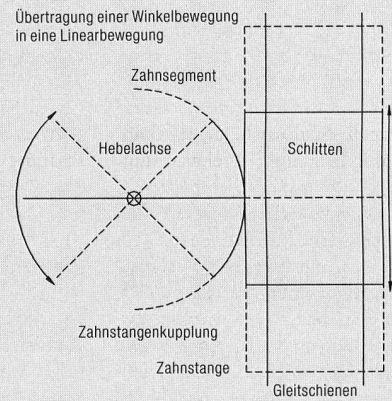 Übertragung einer Winkelbewegung
in eine Linearbewegung
Zahnsegment
Hebelachse
Schlitten
Zahnstangenkupplung
Zahnstange
Gleitschienen